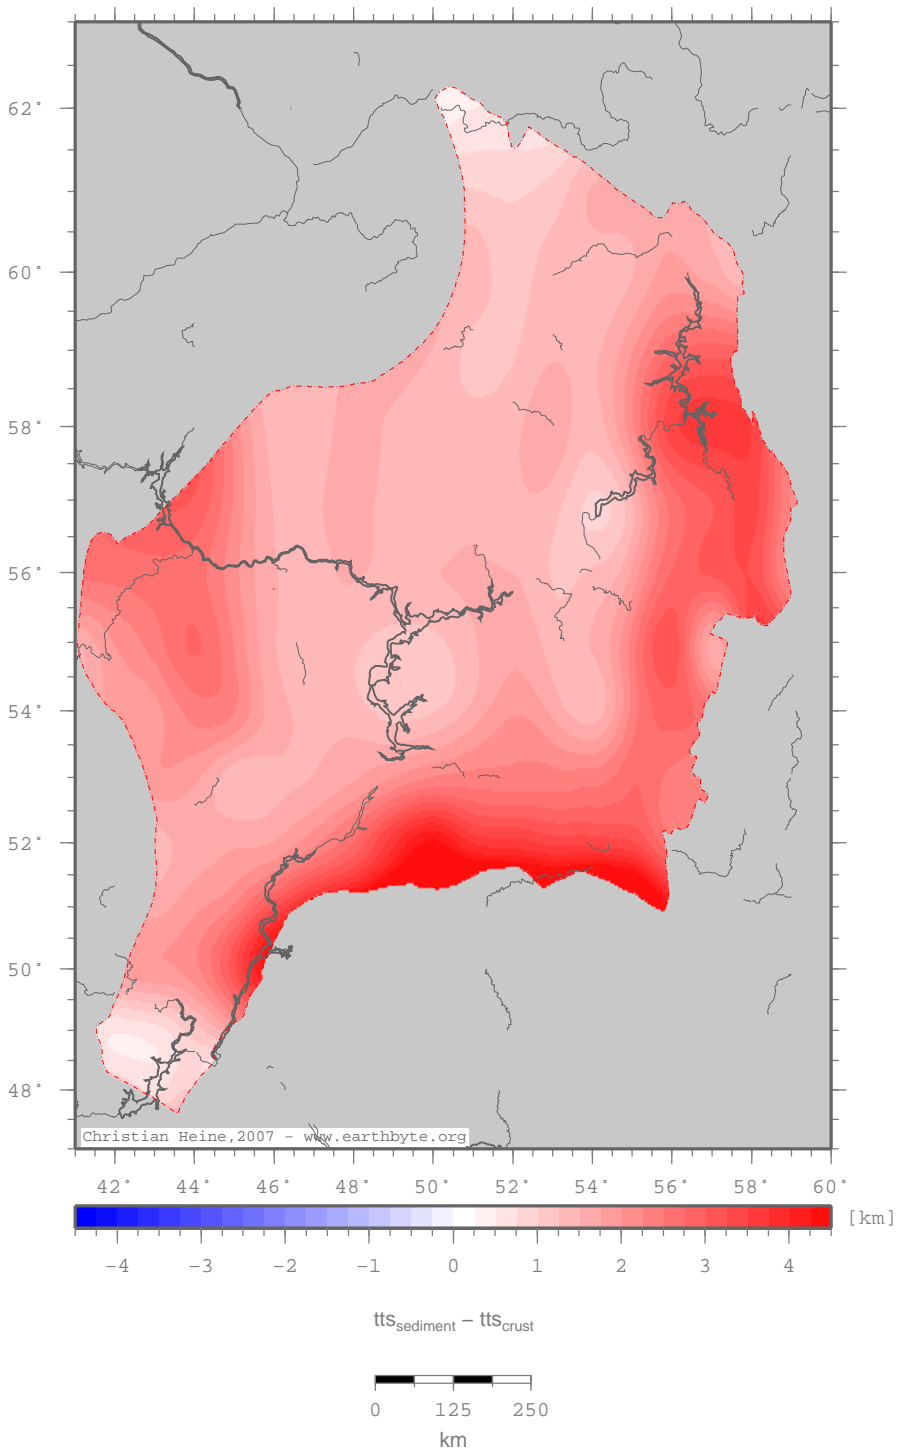 62°
60°
58°
56°
54°
52°
50°
48°
Christian Heine,2007 - www.earthbyte.org
42° 44° 46° 48° 50° 52° 54° 56° 58° 60°
[km]
−4 −3 −2 −1 0 1 2 3 4
ttssediment − ttscrust
0 125 250
km